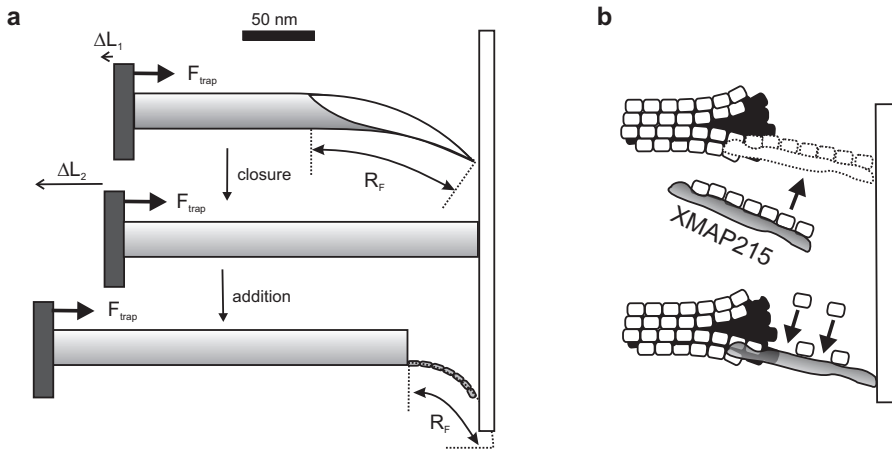 a
50 nm
ΔL1
Ftrap
closure
RF
ΔL2
Ftrap
addition
Ftrap
RF
b
XMAP215